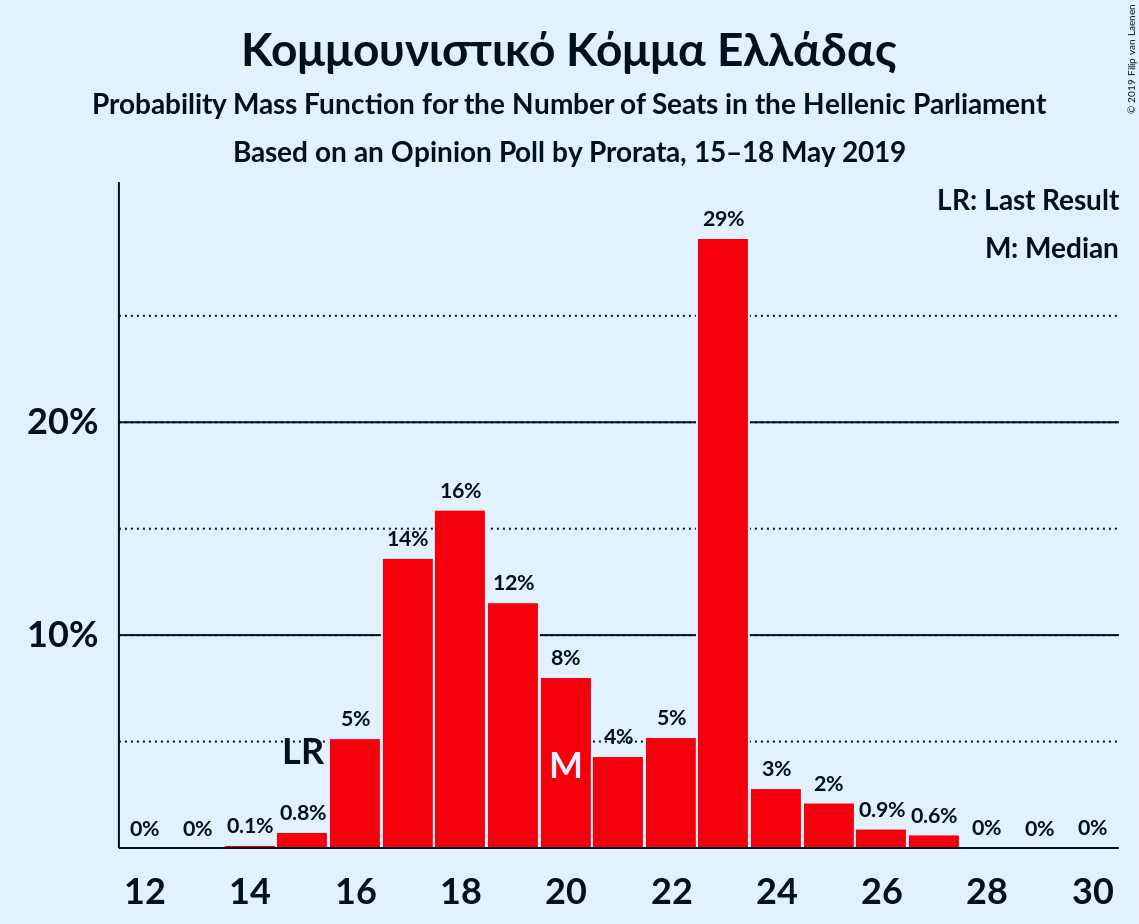 Κομμουνιστικό Κόμμα Ελλάδας
Probability Mass Function for the Number of Seats in the Hellenic Parliament
Based on an Opinion Poll by Prorata, 15–18 May 2019
© 2019 Filip van Laenen
LR: Last Result
M: Median
20%
10%
0%
0%
0.1%
0.8%
5%
14%
16%
12%
8%
4%
5%
29%
3%
2%
0.9%
0.6%
0%
0%
0%
LR
M
12 14 16 18 20 22 24 26 28 30